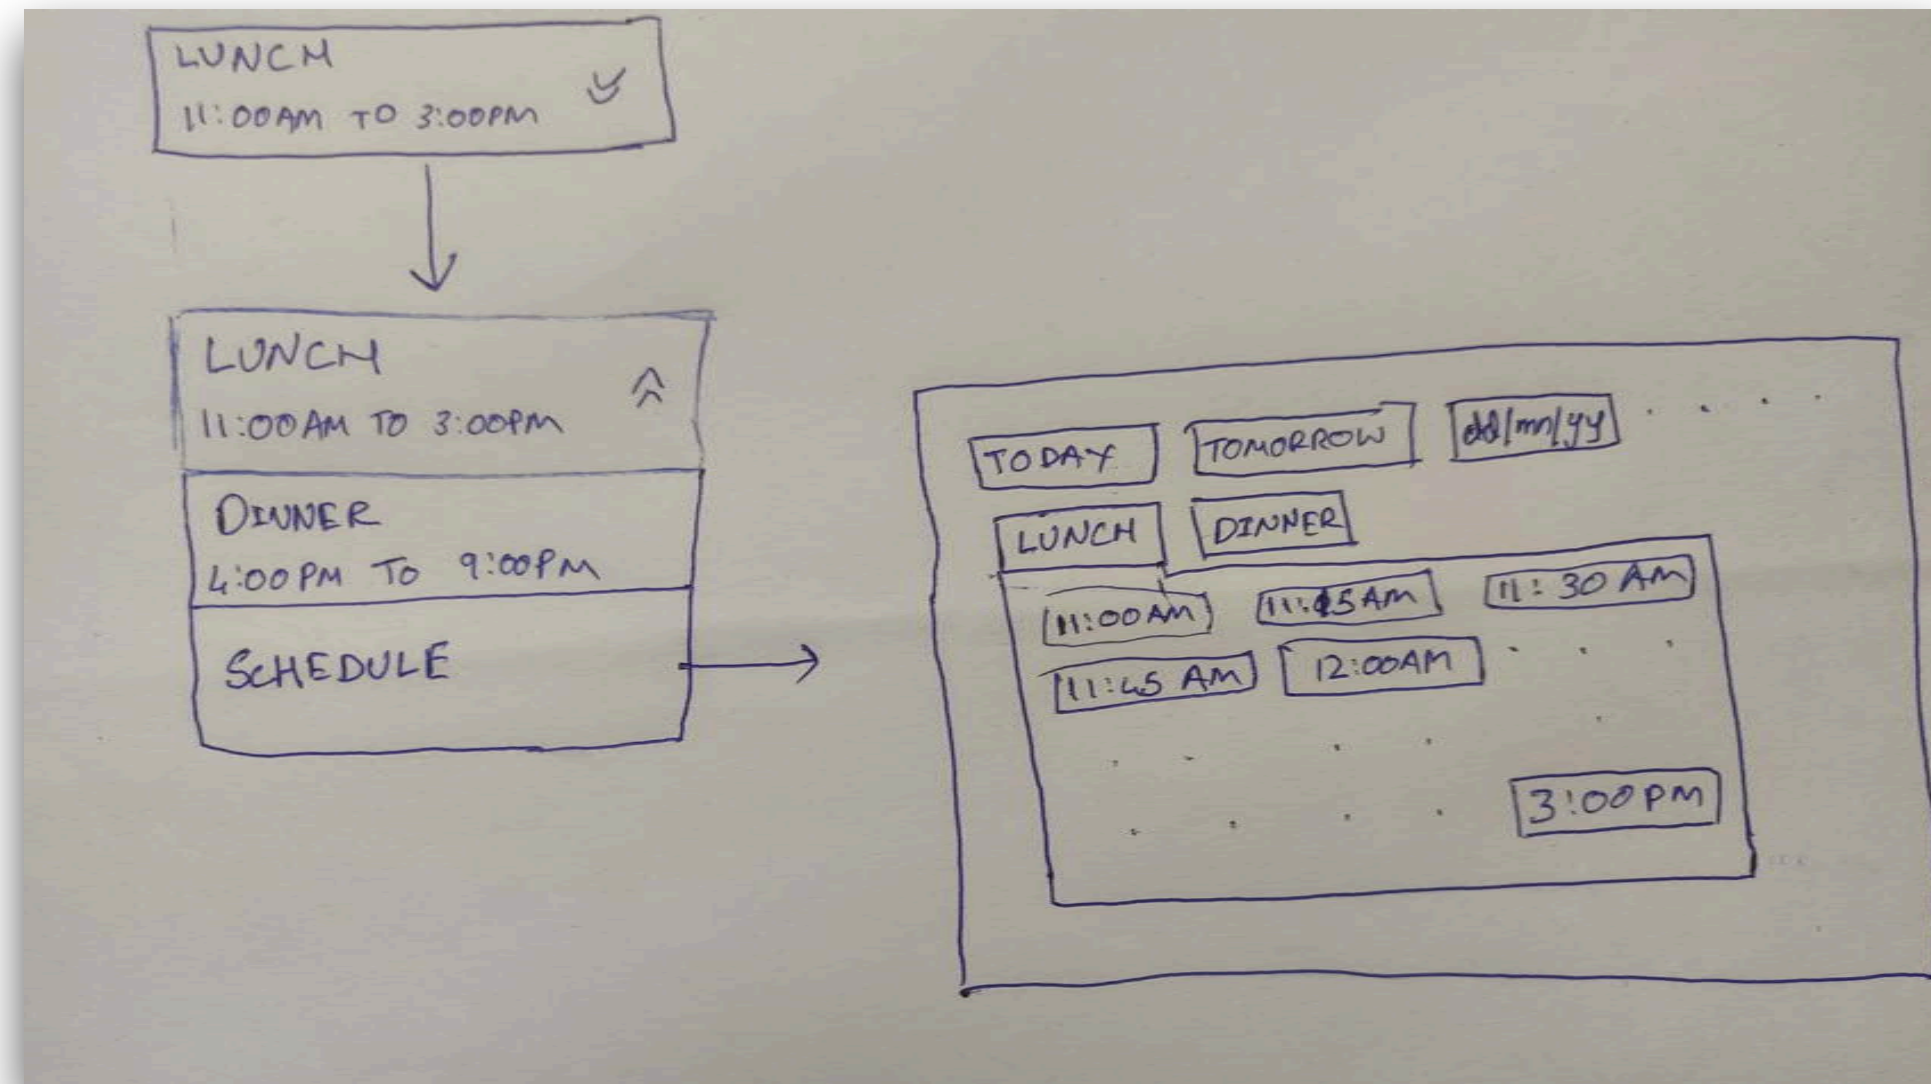 LUNCH
11:00AM TO 3:00PM
LUNCH
11:00AM TO 3:00PM
DINNER
4:00PM TO 9:00PM
SCHEDULE
TODAY TOMORROW dd/mm/yy
LUNCH DINNER
11:00AM 11:15AM 11:30 AM
11:45 AM 12:00AM
3:00PM